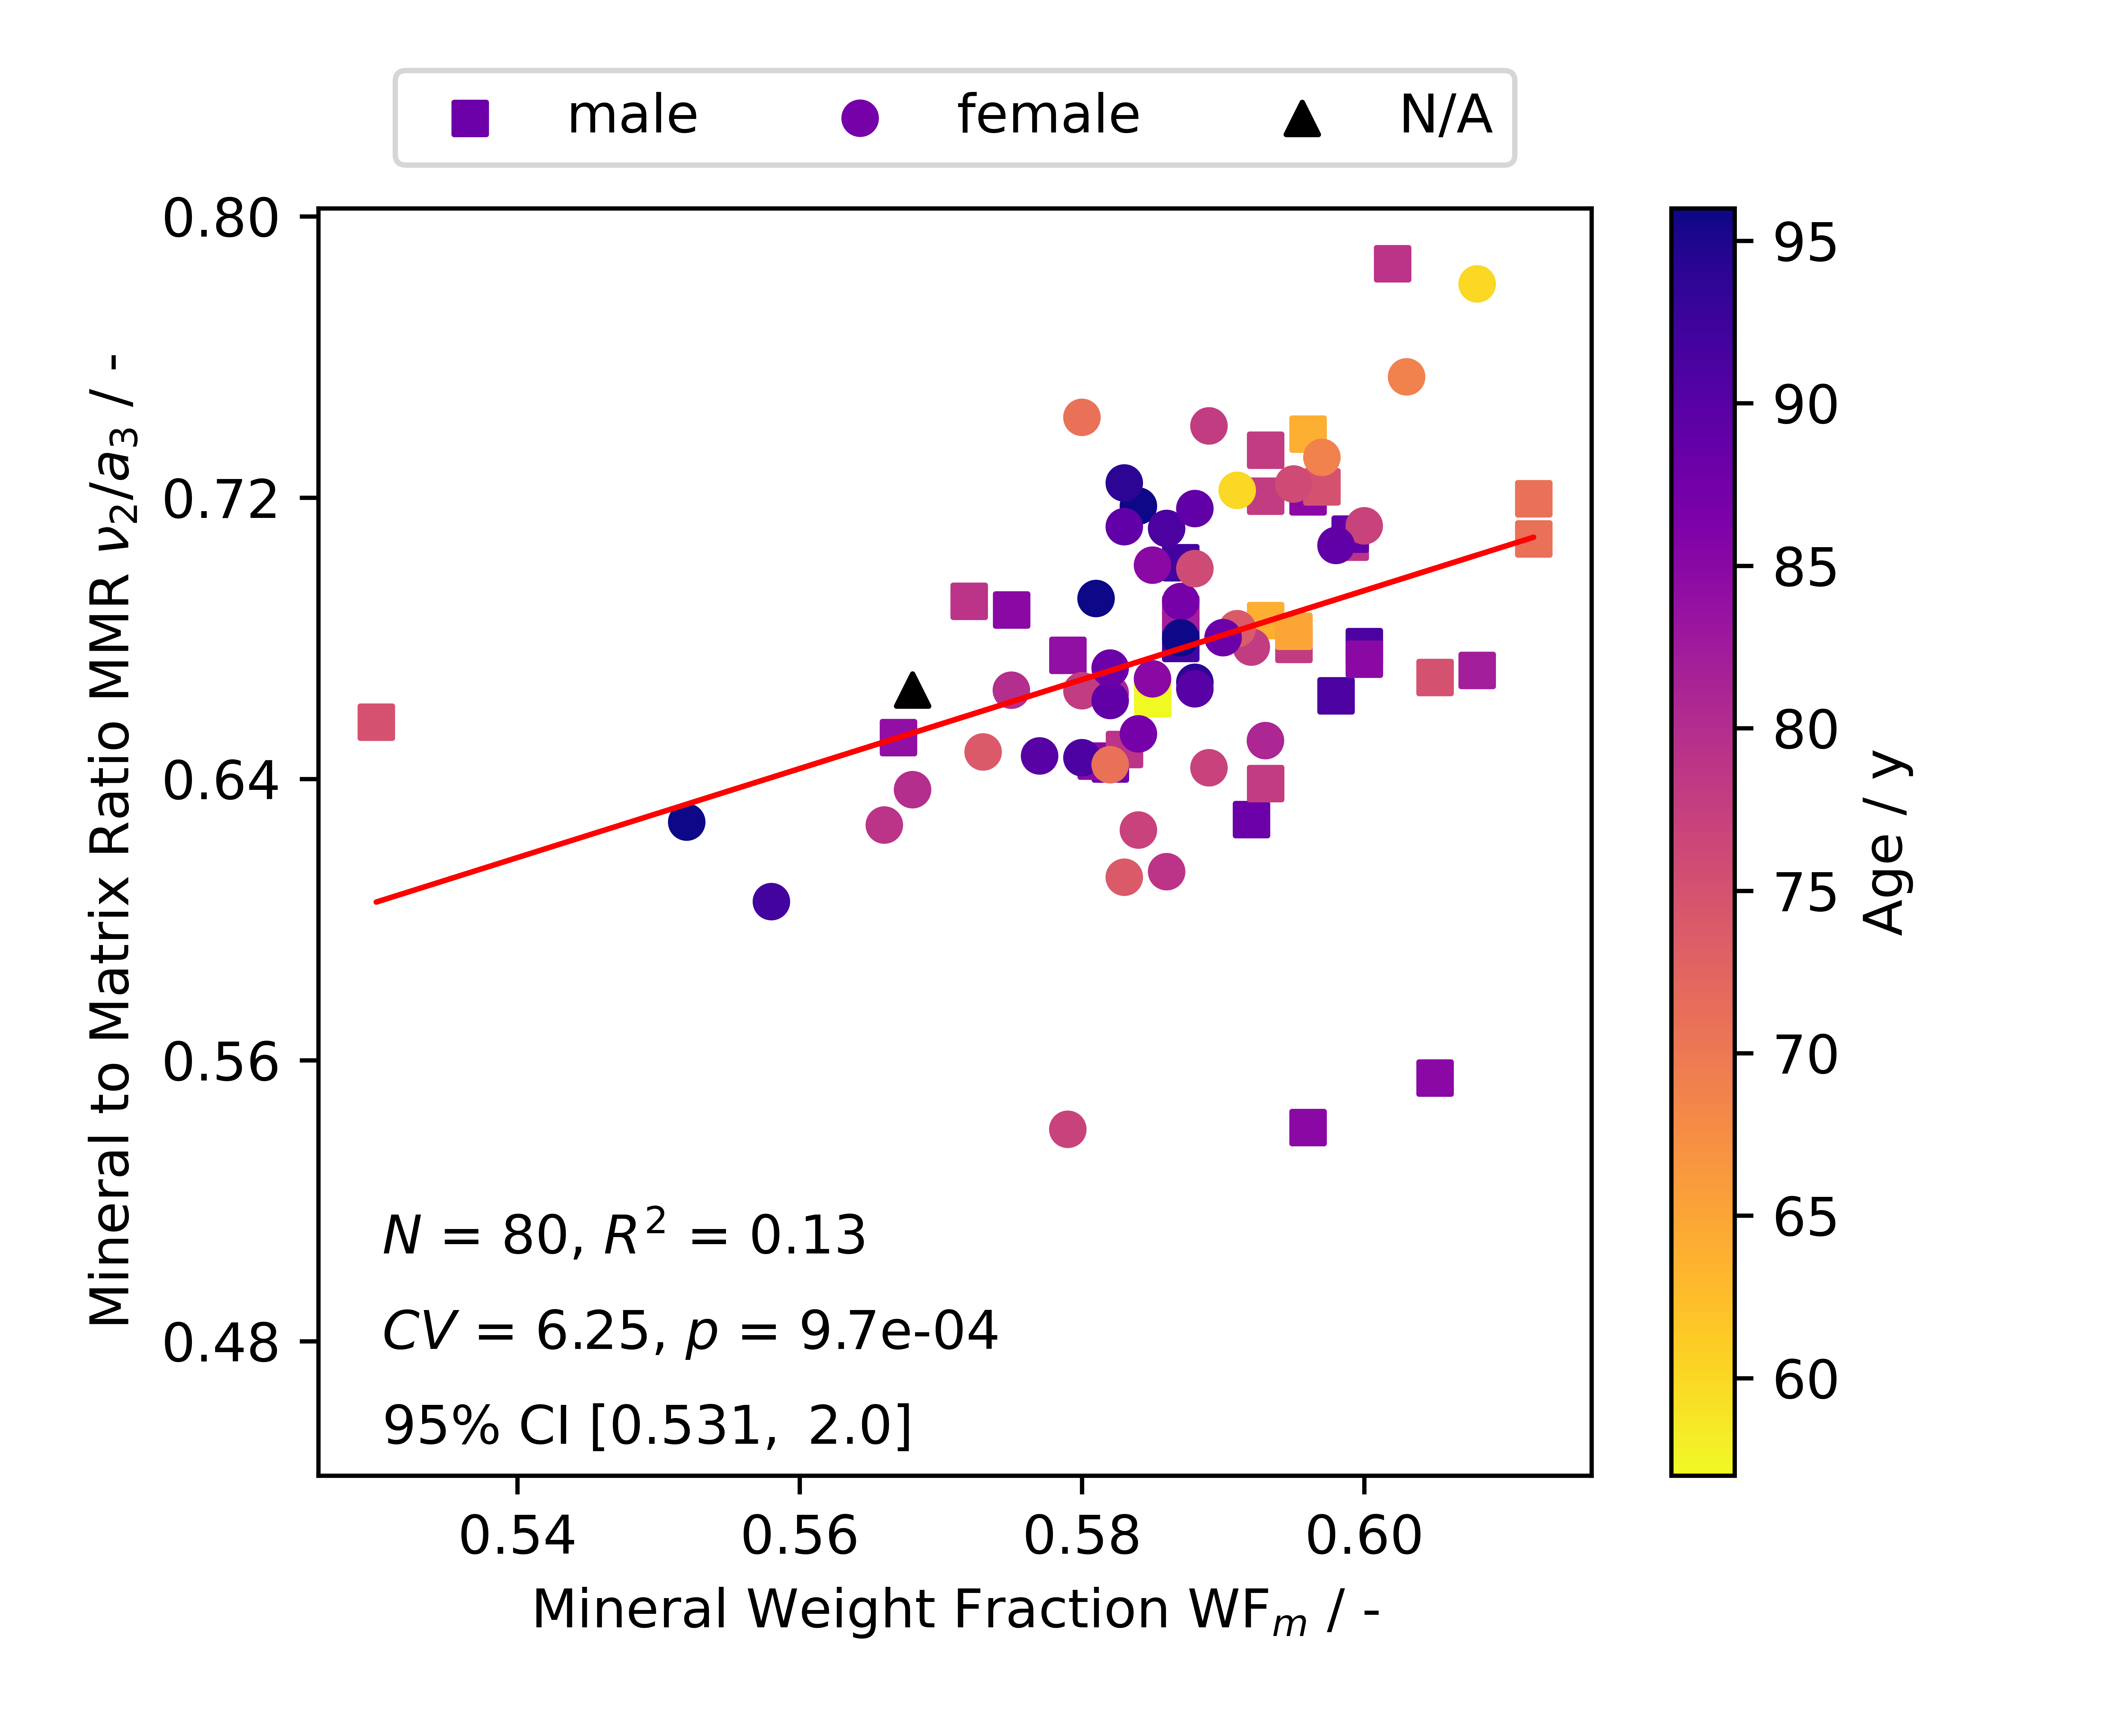 male female N/A
Mineral to Matrix Ratio MMR ν₂/a₃ / -
0.80
0.72
0.64
0.56
0.48
N = 80, R² = 0.13
CV = 6.25, p = 9.7e-04
95% CI [0.531, 2.0]
0.54 0.56 0.58 0.60
Mineral Weight Fraction WFₘ / -
95
90
85
80
75
70
65
60
Age / y